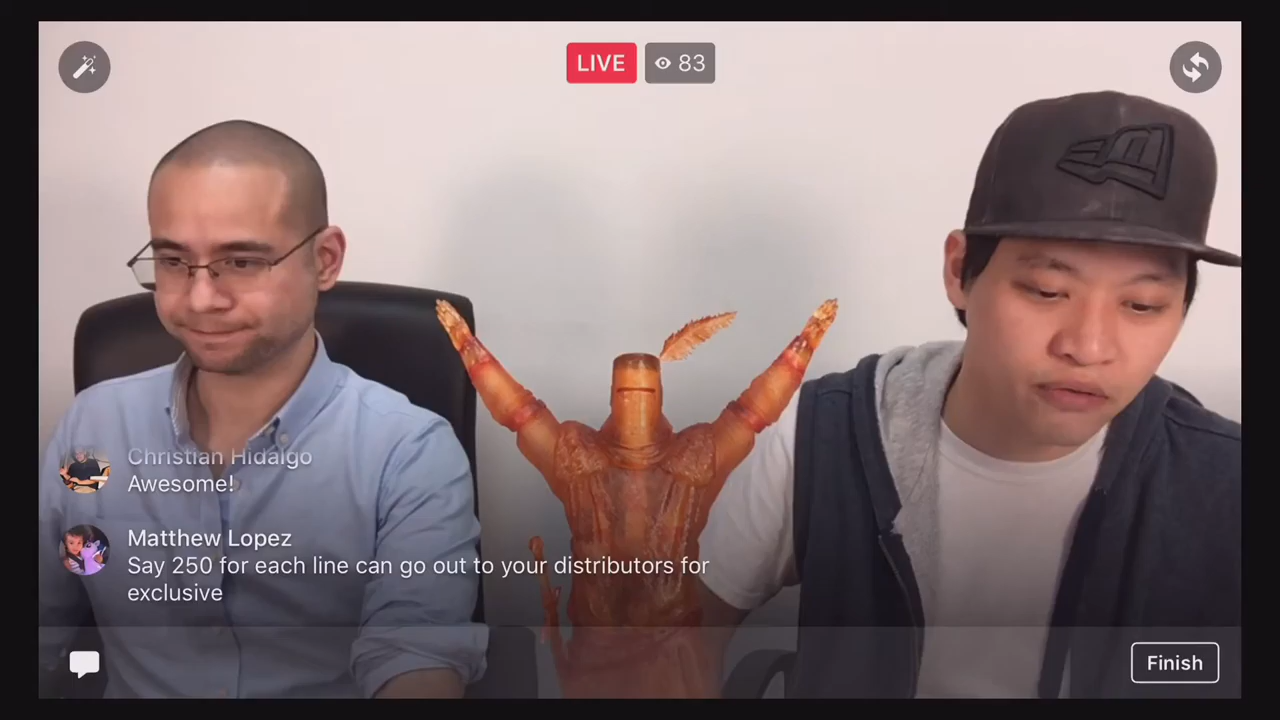 LIVE
83
Christian Hidalgo
Awesome!
Matthew Lopez
Say 250 for each line can go out to your distributors for
exclusive
Finish